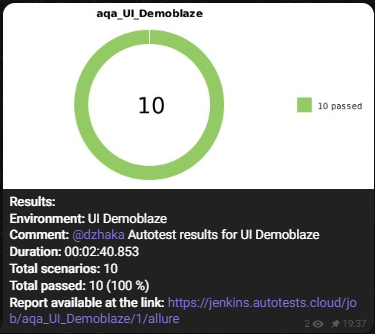 aqa_UI_Demoblaze
10
10 passed
Results:
Environment: UI Demoblaze
Comment: @dzhaka Autotest results for UI Demoblaze
Duration: 00:02:40.853
Total scenarios: 10
Total passed: 10 (100 %)
Report available at the link: https://jenkins.autotests.cloud/jo
b/aqa_UI_Demoblaze/1/allure
2 19:37